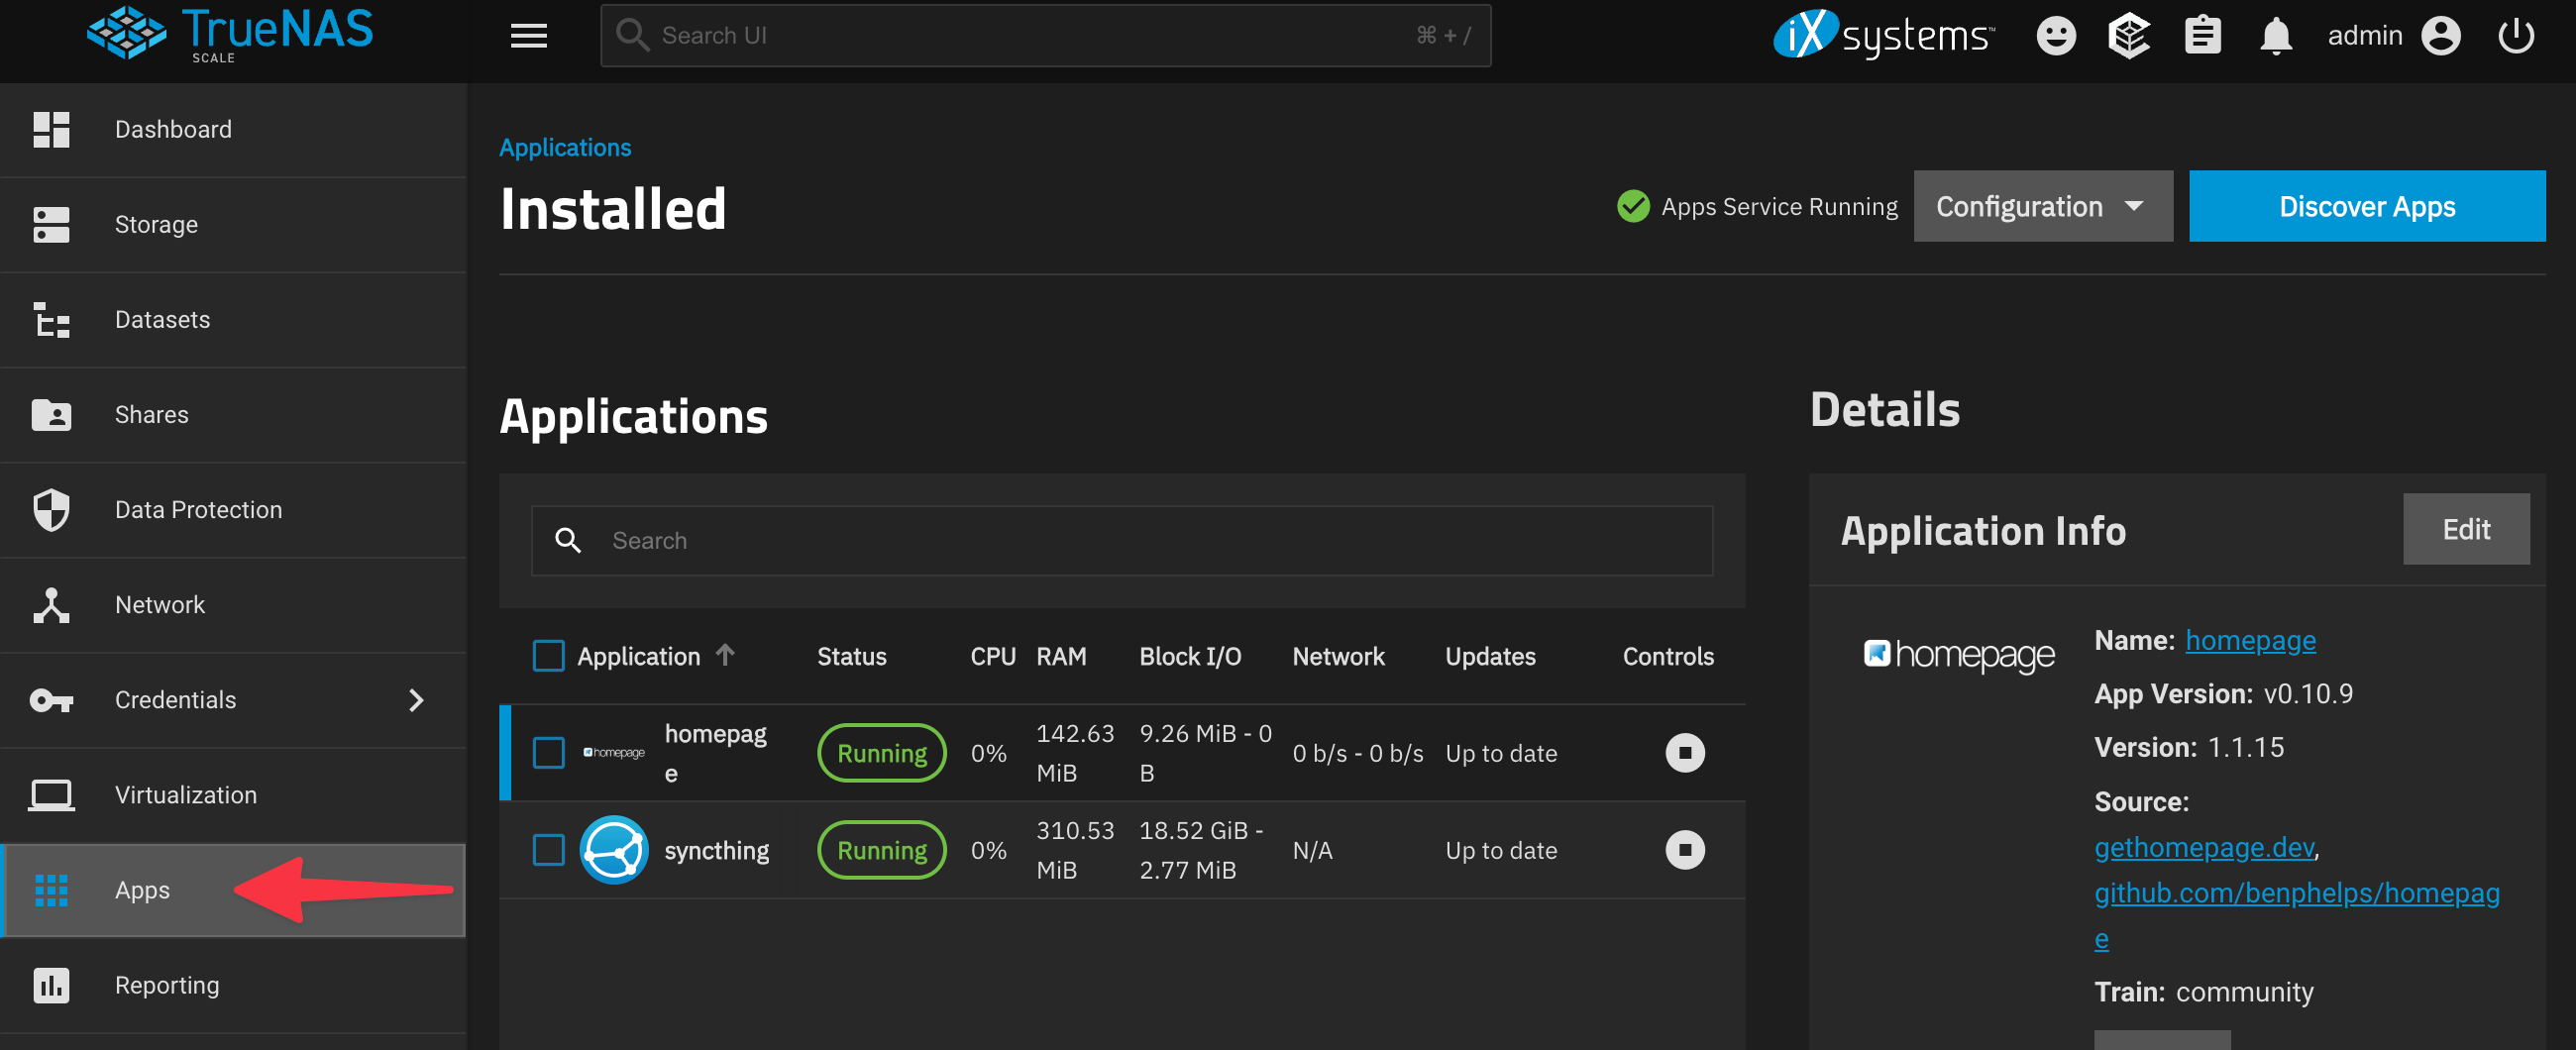 TrueNAS
SCALE
Search UI
⌘ + /
iXsystems™
admin
Dashboard
Storage
Datasets
Shares
Data Protection
Network
Credentials
Virtualization
Apps
Reporting
Applications
Installed
Apps Service Running
Configuration
Discover Apps
Applications
Search
Application Status CPU RAM Block I/O Network Updates Controls
homepage
homepag
e
Running
0%
142.63
MiB
9.26 MiB - 0
B
0 b/s - 0 b/s
Up to date
syncthing
Running
0%
310.53
MiB
18.52 GiB -
2.77 MiB
N/A
Up to date
Details
Application Info
Edit
homepage
Name: homepage
App Version: v0.10.9
Version: 1.1.15
Source:
gethomepage.dev,
github.com/benphelps/homepag
e
Train: community